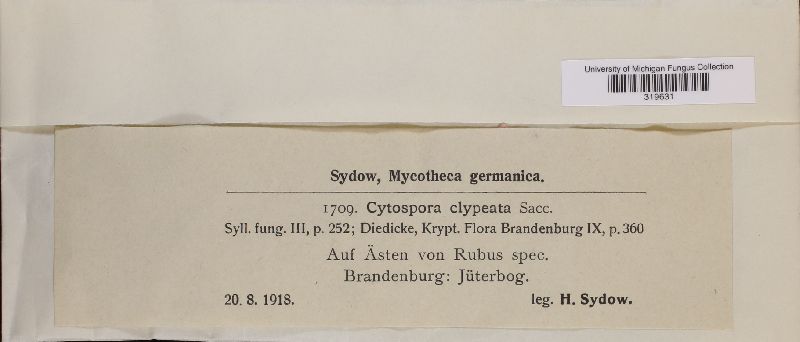 University of Michigan Fungus Collection
319631
Sydow, Mycotheca germanica.
1709. Cytospora clypeata Sacc.
Syll. fung. III, p. 252; Diedicke, Krypt. Flora Brandenburg IX, p. 360
Auf Ästen von Rubus spec.
Brandenburg: Jüterbog.
20. 8. 1918. leg. H. Sydow.